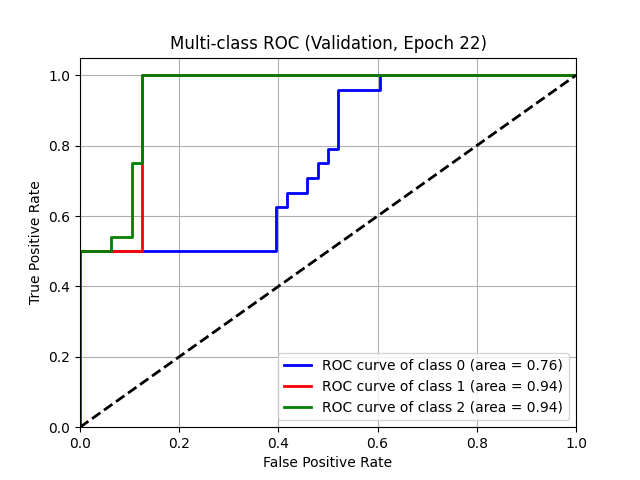 Multi-class ROC (Validation, Epoch 22)
True Positive Rate
1.0
0.8
0.6
0.4
0.2
0.0
ROC curve of class 0 (area = 0.76)
ROC curve of class 1 (area = 0.94)
ROC curve of class 2 (area = 0.94)
0.0 0.2 0.4 0.6 0.8 1.0
False Positive Rate